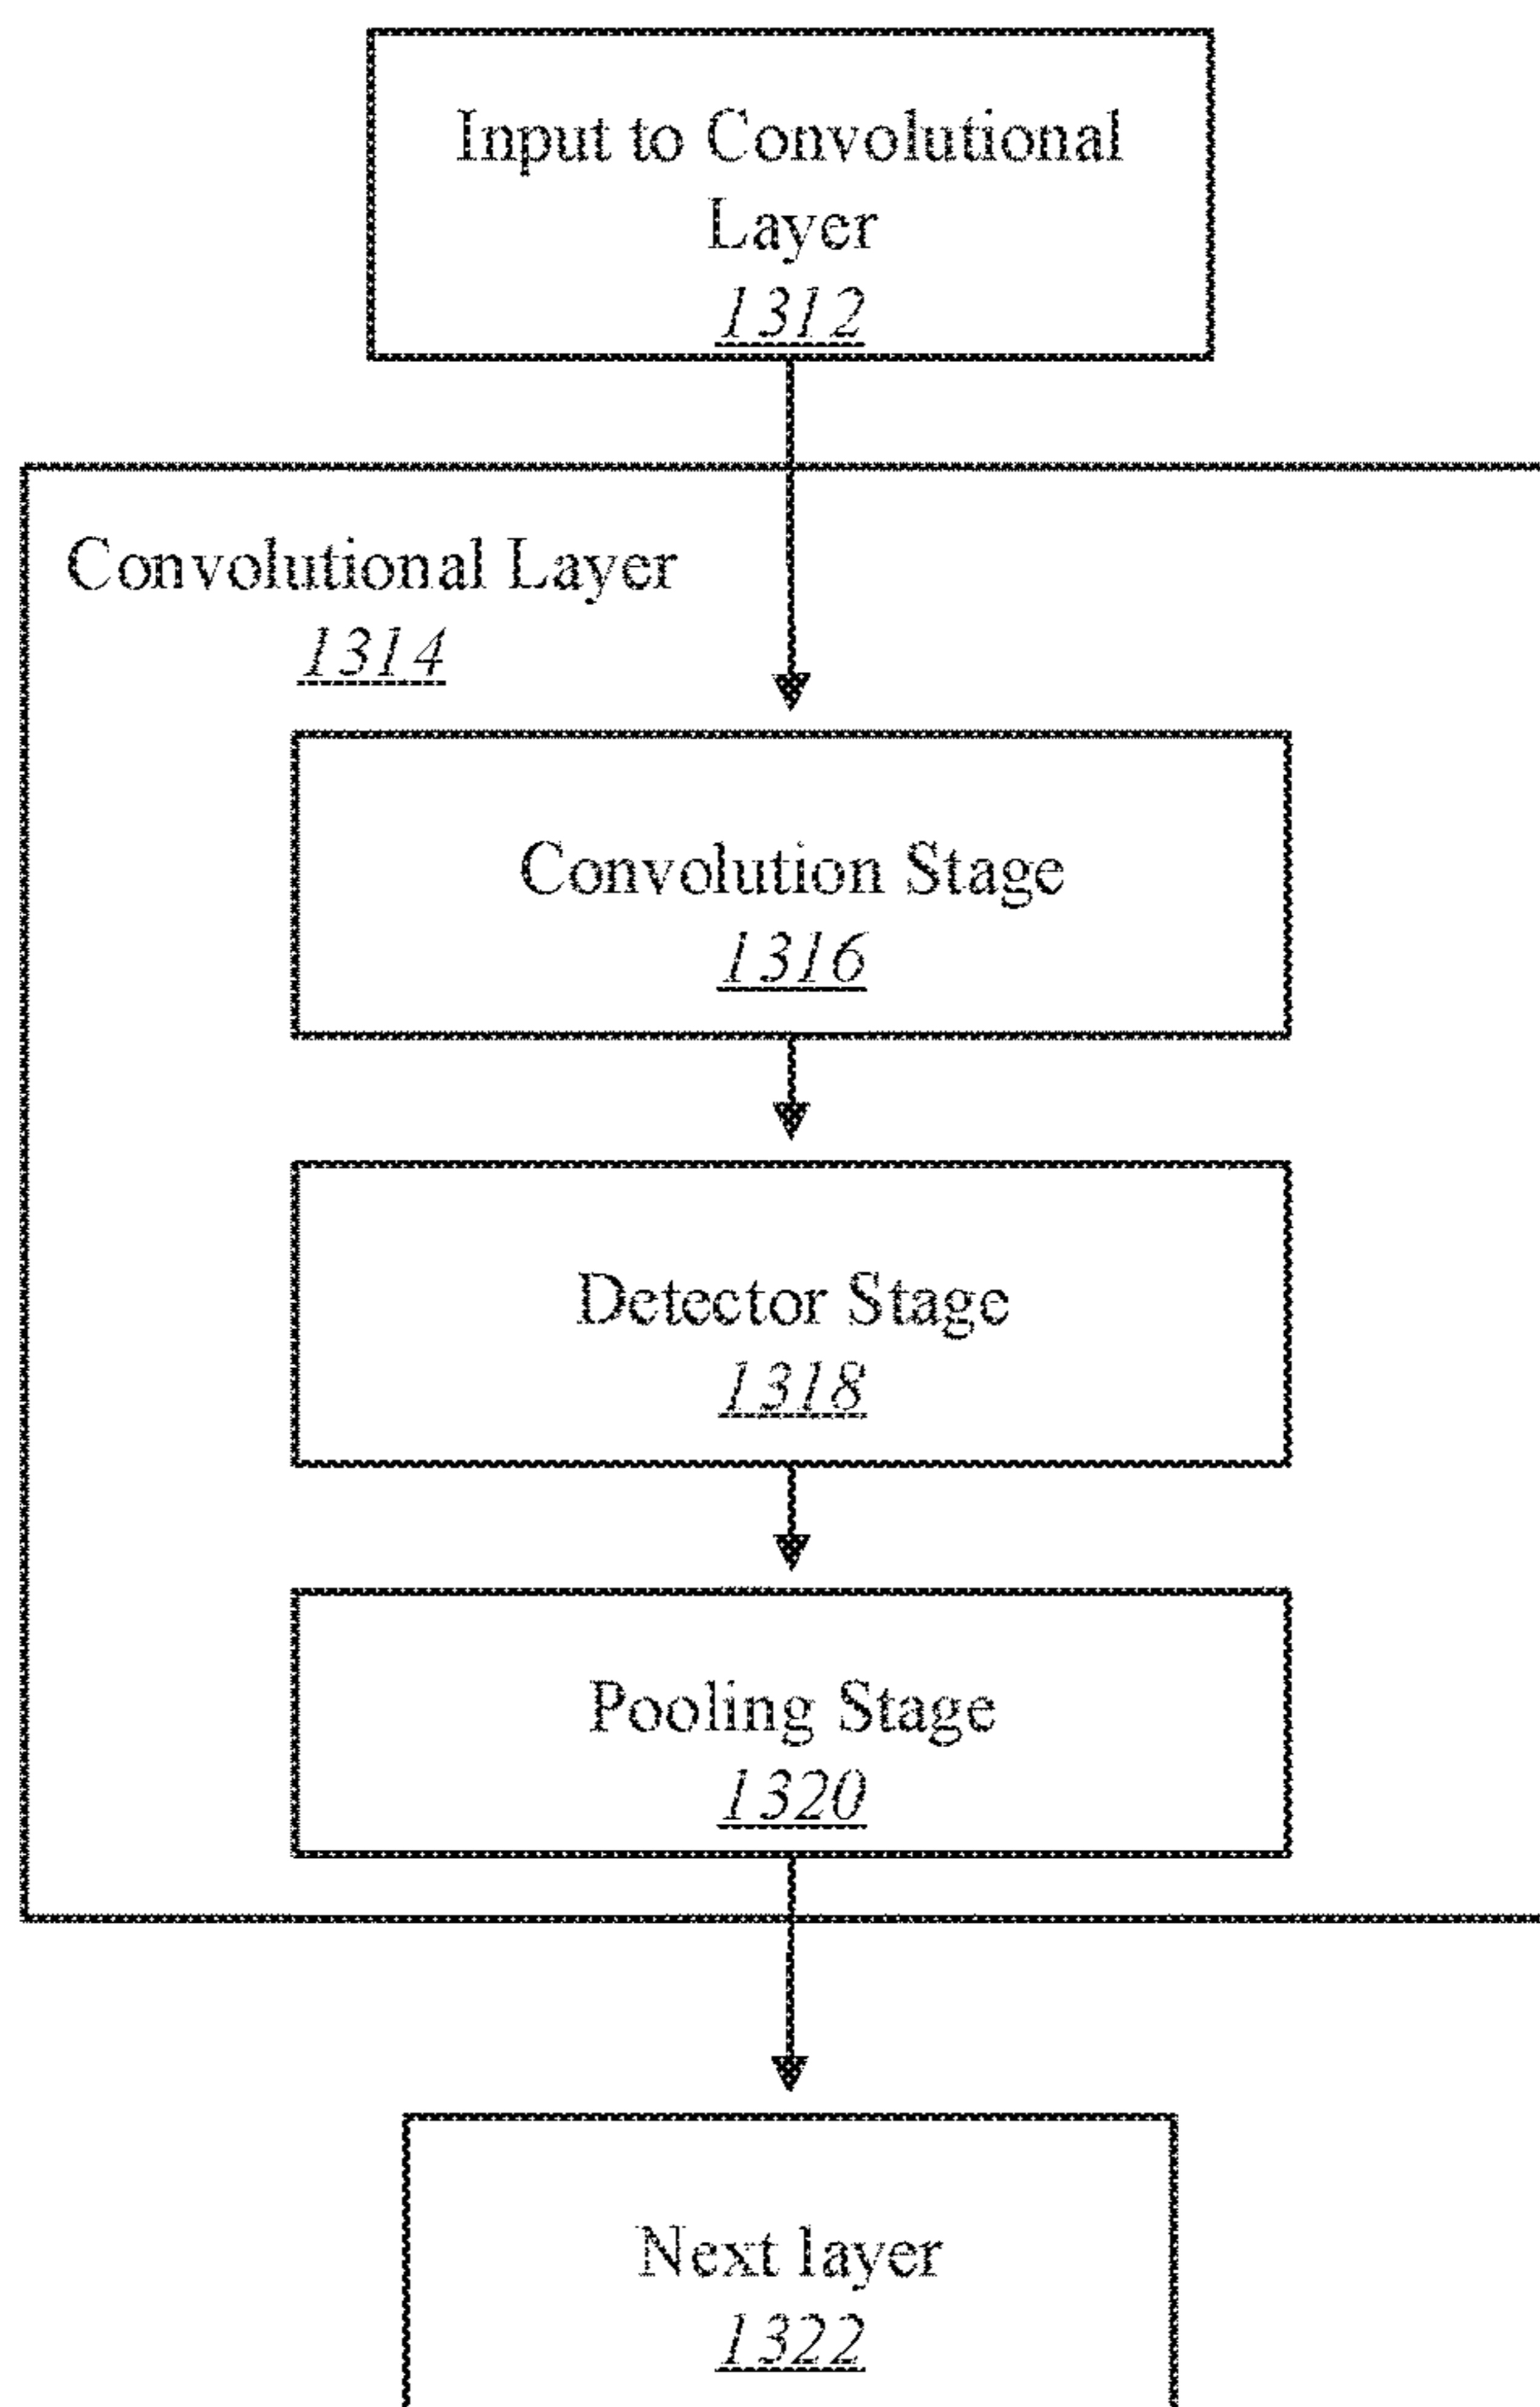 Input to Convolutional
Layer
1312
Convolutional Layer
1314
Convolution Stage
1316
Detector Stage
1318
Pooling Stage
1320
Next layer
1322